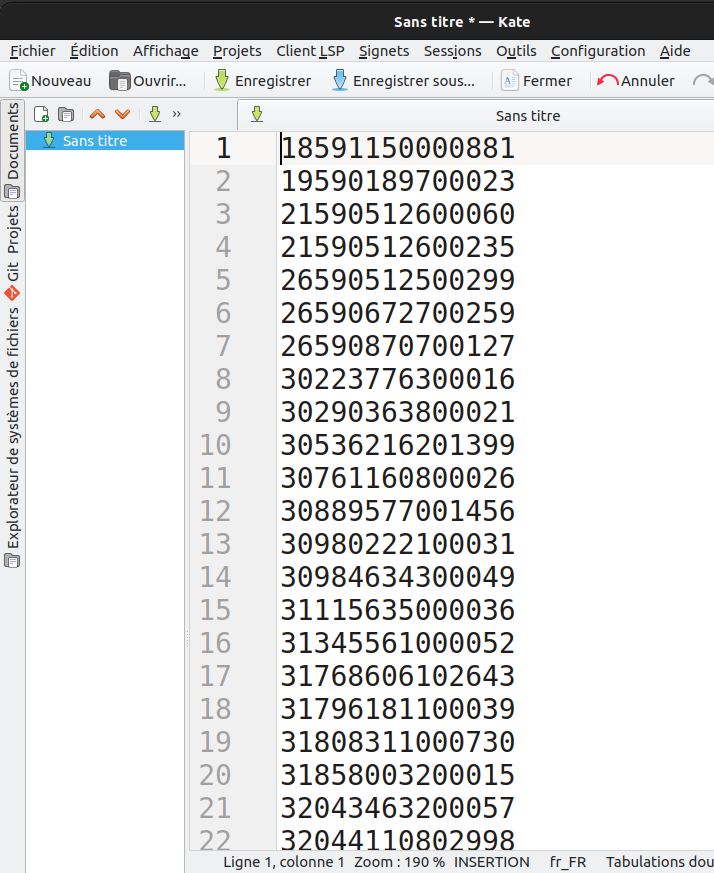 Sans titre * — Kate
Fichier Édition Affichage Projets Client LSP Signets Sessions Outils Configuration Aide
Nouveau Ouvrir... Enregistrer Enregistrer sous... Fermer Annuler
»
Sans titre
Documents
Projets
Git
Explorateur de systèmes de fichiers
Sans titre
1 18591150000881
2 19590189700023
3 21590512600060
4 21590512600235
5 26590512500299
6 26590672700259
7 26590870700127
8 30223776300016
9 30290363800021
10 30536216201399
11 30761160800026
12 30889577001456
13 30980222100031
14 30984634300049
15 31115635000036
16 31345561000052
17 31768606102643
18 31796181100039
19 31808311000730
20 31858003200015
21 32043463200057
22 32044110802998
Ligne 1, colonne 1 Zoom : 190 % INSERTION fr_FR Tabulations dou